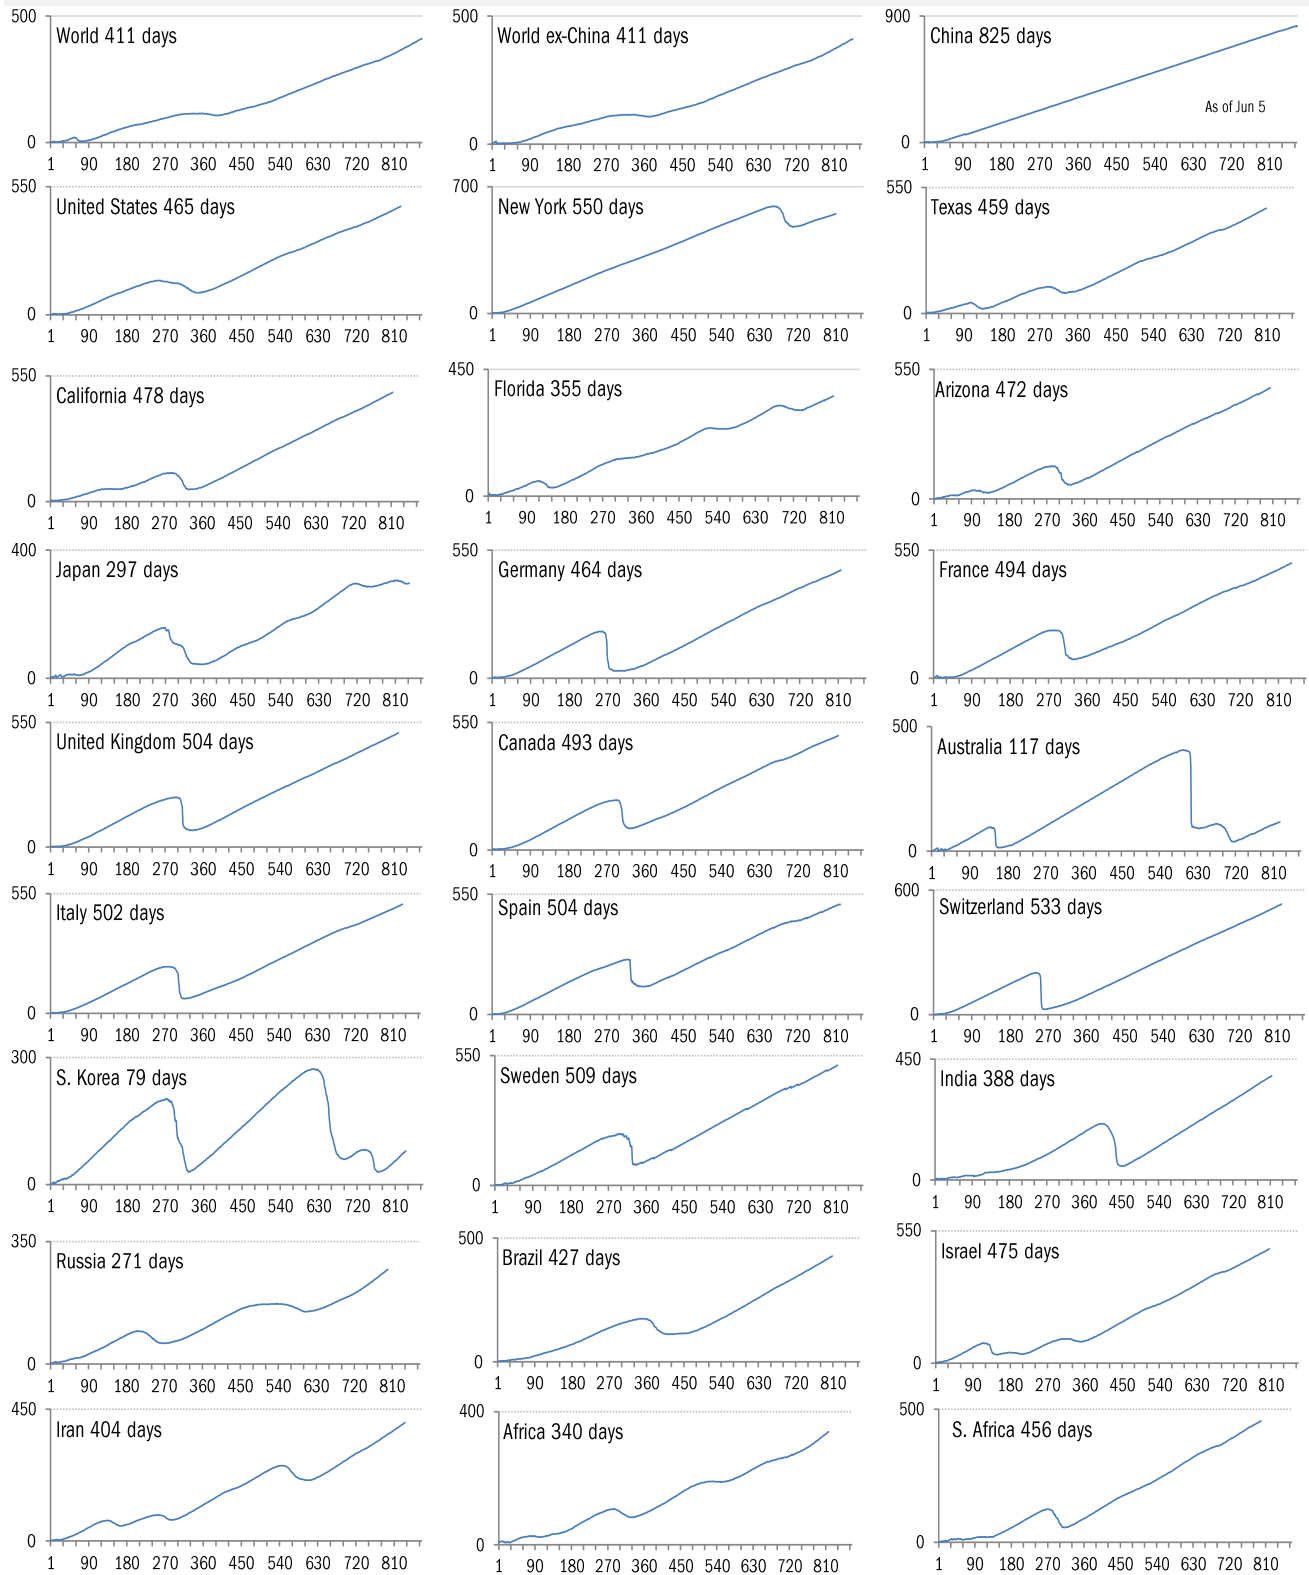 500
World 411 days
0
1 90 180 270 360 450 540 630 720 810
500
World ex-China 411 days
0
1 90 180 270 360 450 540 630 720 810
900
China 825 days
As of Jun 5
0
1 90 180 270 360 450 540 630 720 810
550
United States 465 days
0
1 90 180 270 360 450 540 630 720 810
700
New York 550 days
0
1 90 180 270 360 450 540 630 720 810
550
Texas 459 days
0
1 90 180 270 360 450 540 630 720 810
550
California 478 days
0
1 90 180 270 360 450 540 630 720 810
450
Florida 355 days
0
1 90 180 270 360 450 540 630 720 810
550
Arizona 472 days
0
1 90 180 270 360 450 540 630 720 810
400
Japan 297 days
0
1 90 180 270 360 450 540 630 720 810
550
Germany 464 days
0
1 90 180 270 360 450 540 630 720 810
550
France 494 days
0
1 90 180 270 360 450 540 630 720 810
550
United Kingdom 504 days
0
1 90 180 270 360 450 540 630 720 810
550
Canada 493 days
0
1 90 180 270 360 450 540 630 720 810
500
Australia 117 days
0
1 90 180 270 360 450 540 630 720 810
550
Italy 502 days
0
1 90 180 270 360 450 540 630 720 810
550
Spain 504 days
0
1 90 180 270 360 450 540 630 720 810
600
Switzerland 533 days
0
1 90 180 270 360 450 540 630 720 810
300
S. Korea 79 days
0
1 90 180 270 360 450 540 630 720 810
550
Sweden 509 days
0
1 90 180 270 360 450 540 630 720 810
450
India 388 days
0
1 90 180 270 360 450 540 630 720 810
350
Russia 271 days
0
1 90 180 270 360 450 540 630 720 810
500
Brazil 427 days
0
1 90 180 270 360 450 540 630 720 810
550
Israel 475 days
0
1 90 180 270 360 450 540 630 720 810
450
Iran 404 days
0
1 90 180 270 360 450 540 630 720 810
400
Africa 340 days
0
1 90 180 270 360 450 540 630 720 810
500
S. Africa 456 days
0
1 90 180 270 360 450 540 630 720 810